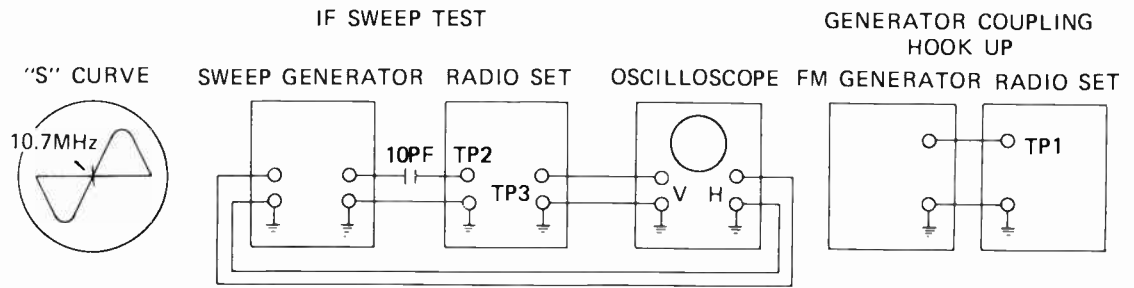 IF SWEEP TEST
GENERATOR COUPLING
HOOK UP
"S" CURVE
SWEEP GENERATOR
RADIO SET
OSCILLOSCOPE
FM GENERATOR
RADIO SET
10.7MHz
10PF
TP2
TP3
V
H
TP1